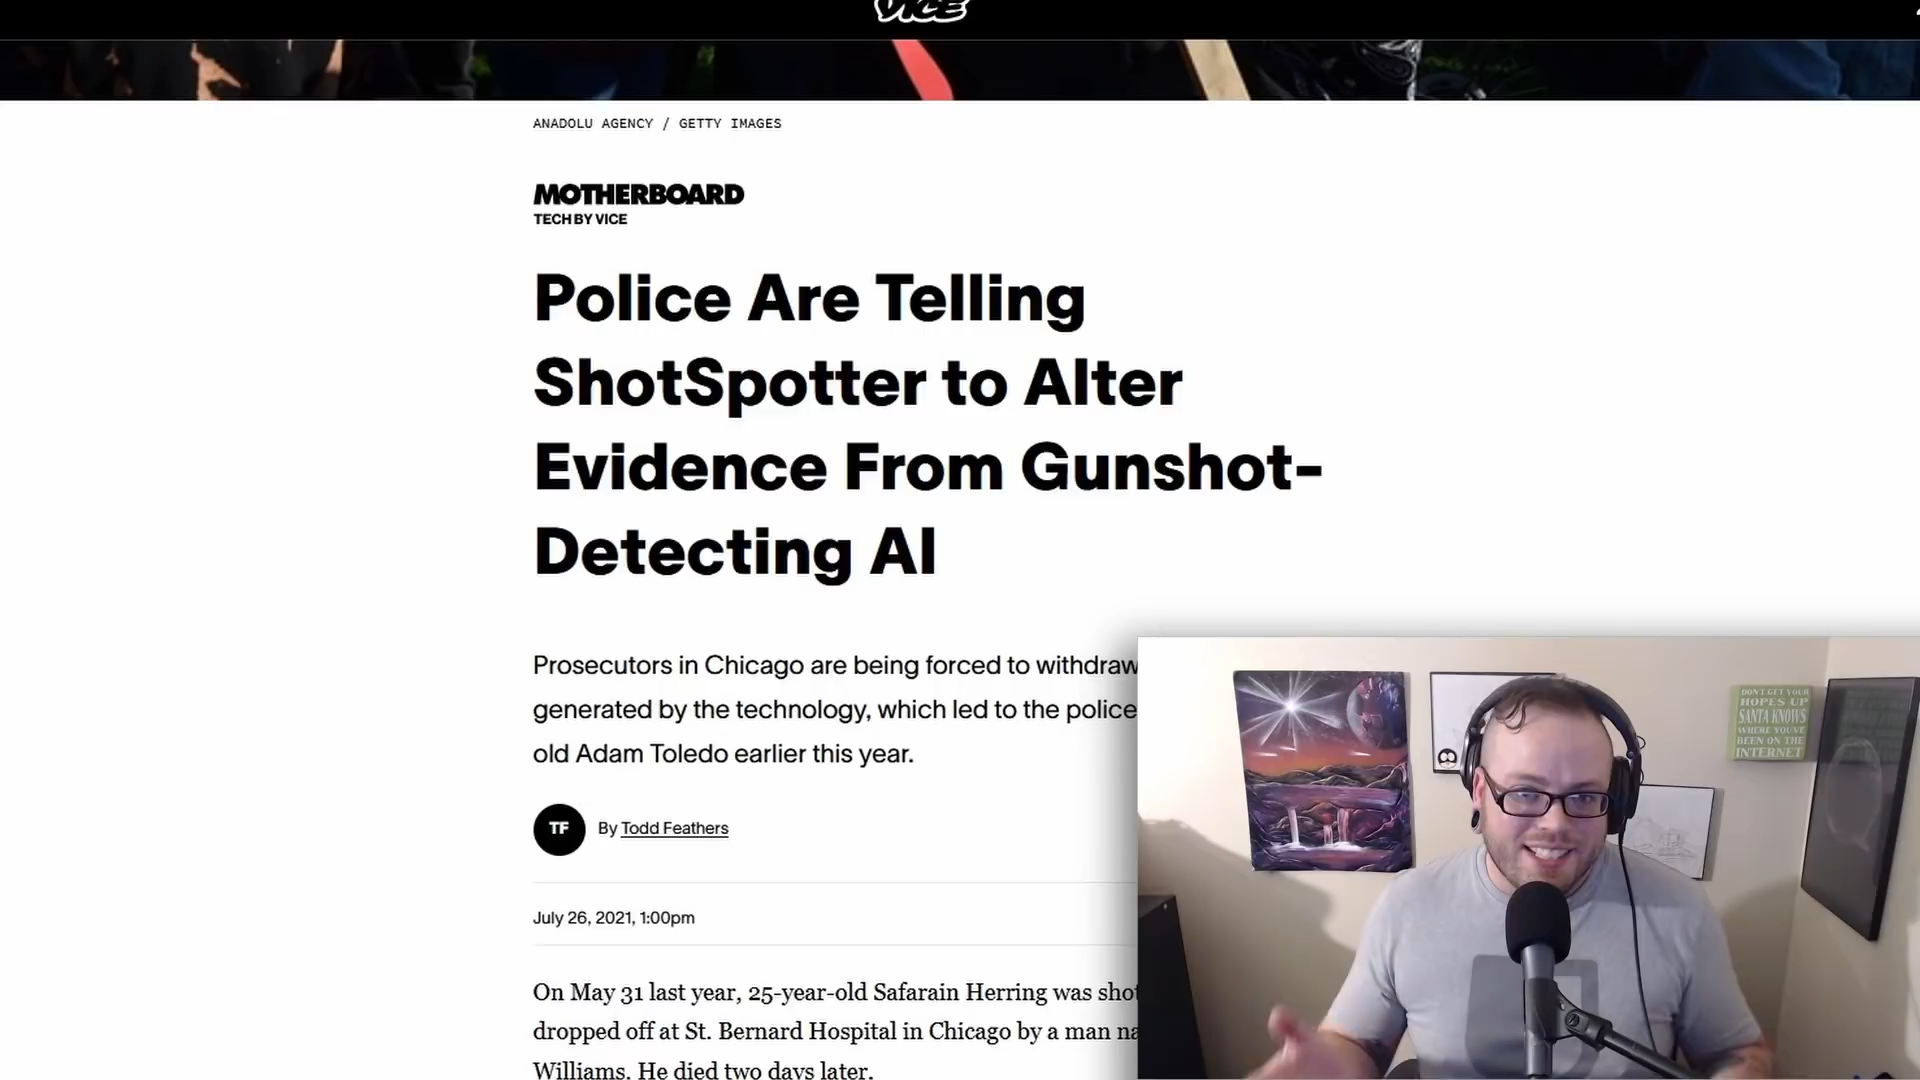 VICE
ANADOLU AGENCY / GETTY IMAGES
MOTHERBOARD
TECH BY VICE
Police Are Telling
ShotSpotter to Alter
Evidence From Gunshot-
Detecting AI
Prosecutors in Chicago are being forced to withdraw
generated by the technology, which led to the police
old Adam Toledo earlier this year.
TF
By Todd Feathers
July 26, 2021, 1:00pm
On May 31 last year, 25-year-old Safarain Herring was shot
dropped off at St. Bernard Hospital in Chicago by a man
Williams. He died two days later.
DON'T GET YOUR
HOPES UP
SANTA KNOWS
WHERE YOU'VE
BEEN ON THE
INTERNET